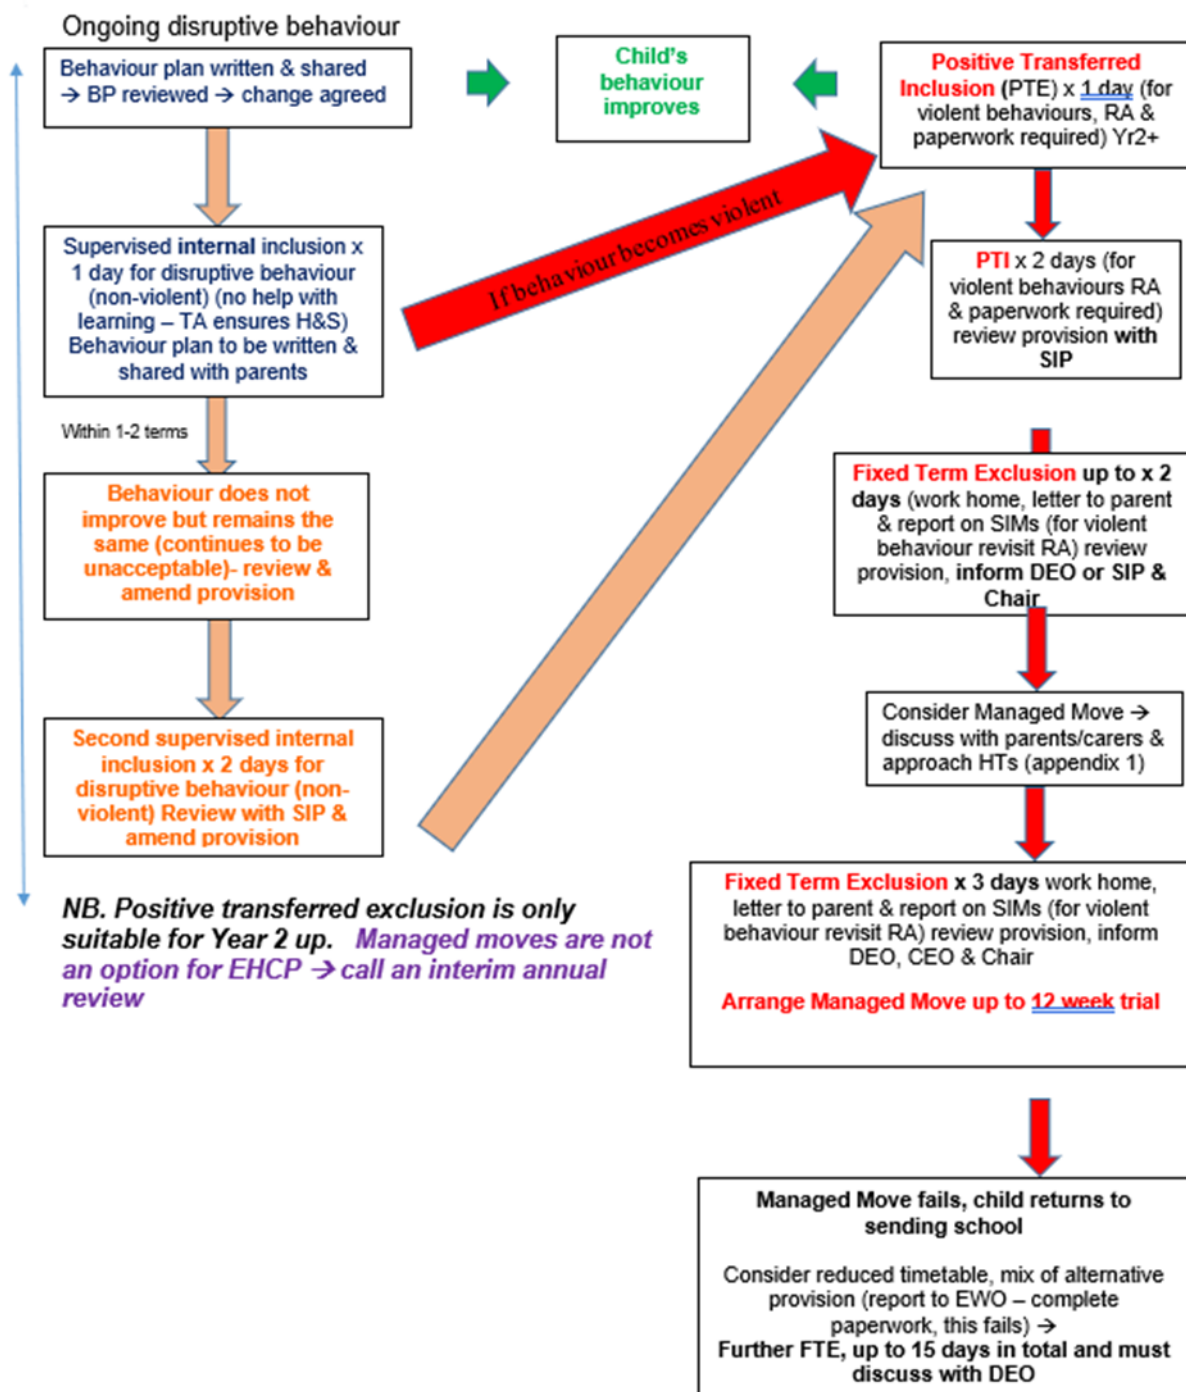 Ongoing disruptive behaviour
Behaviour plan written & shared
→ BP reviewed → change agreed
Child's
behaviour
improves
Positive Transferred
Inclusion (PTE) x 1 day (for
violent behaviours, RA &
paperwork required) Yr2+
If behaviour becomes violent
Supervised internal inclusion x
1 day for disruptive behaviour
(non-violent) (no help with
learning – TA ensures H&S)
Behaviour plan to be written &
shared with parents
Within 1-2 terms
Behaviour does not
improve but remains the
same (continues to be
unacceptable)- review &
amend provision
Second supervised internal
inclusion x 2 days for
disruptive behaviour (non-
violent) Review with SIP &
amend provision
NB. Positive transferred exclusion is only
suitable for Year 2 up. Managed moves are not
an option for EHCP → call an interim annual
review
PTI x 2 days (for
violent behaviours RA
& paperwork required)
review provision with
SIP
Fixed Term Exclusion up to x 2
days (work home, letter to parent
& report on SIMs (for violent
behaviour revisit RA) review
provision, inform DEO or SIP &
Chair
Consider Managed Move →
discuss with parents/carers &
approach HTs (appendix 1)
Fixed Term Exclusion x 3 days work home,
letter to parent & report on SIMs (for violent
behaviour revisit RA) review provision, inform
DEO, CEO & Chair
Arrange Managed Move up to 12 week trial
Managed Move fails, child returns to
sending school
Consider reduced timetable, mix of alternative
provision (report to EWO – complete
paperwork, this fails) →
Further FTE, up to 15 days in total and must
discuss with DEO